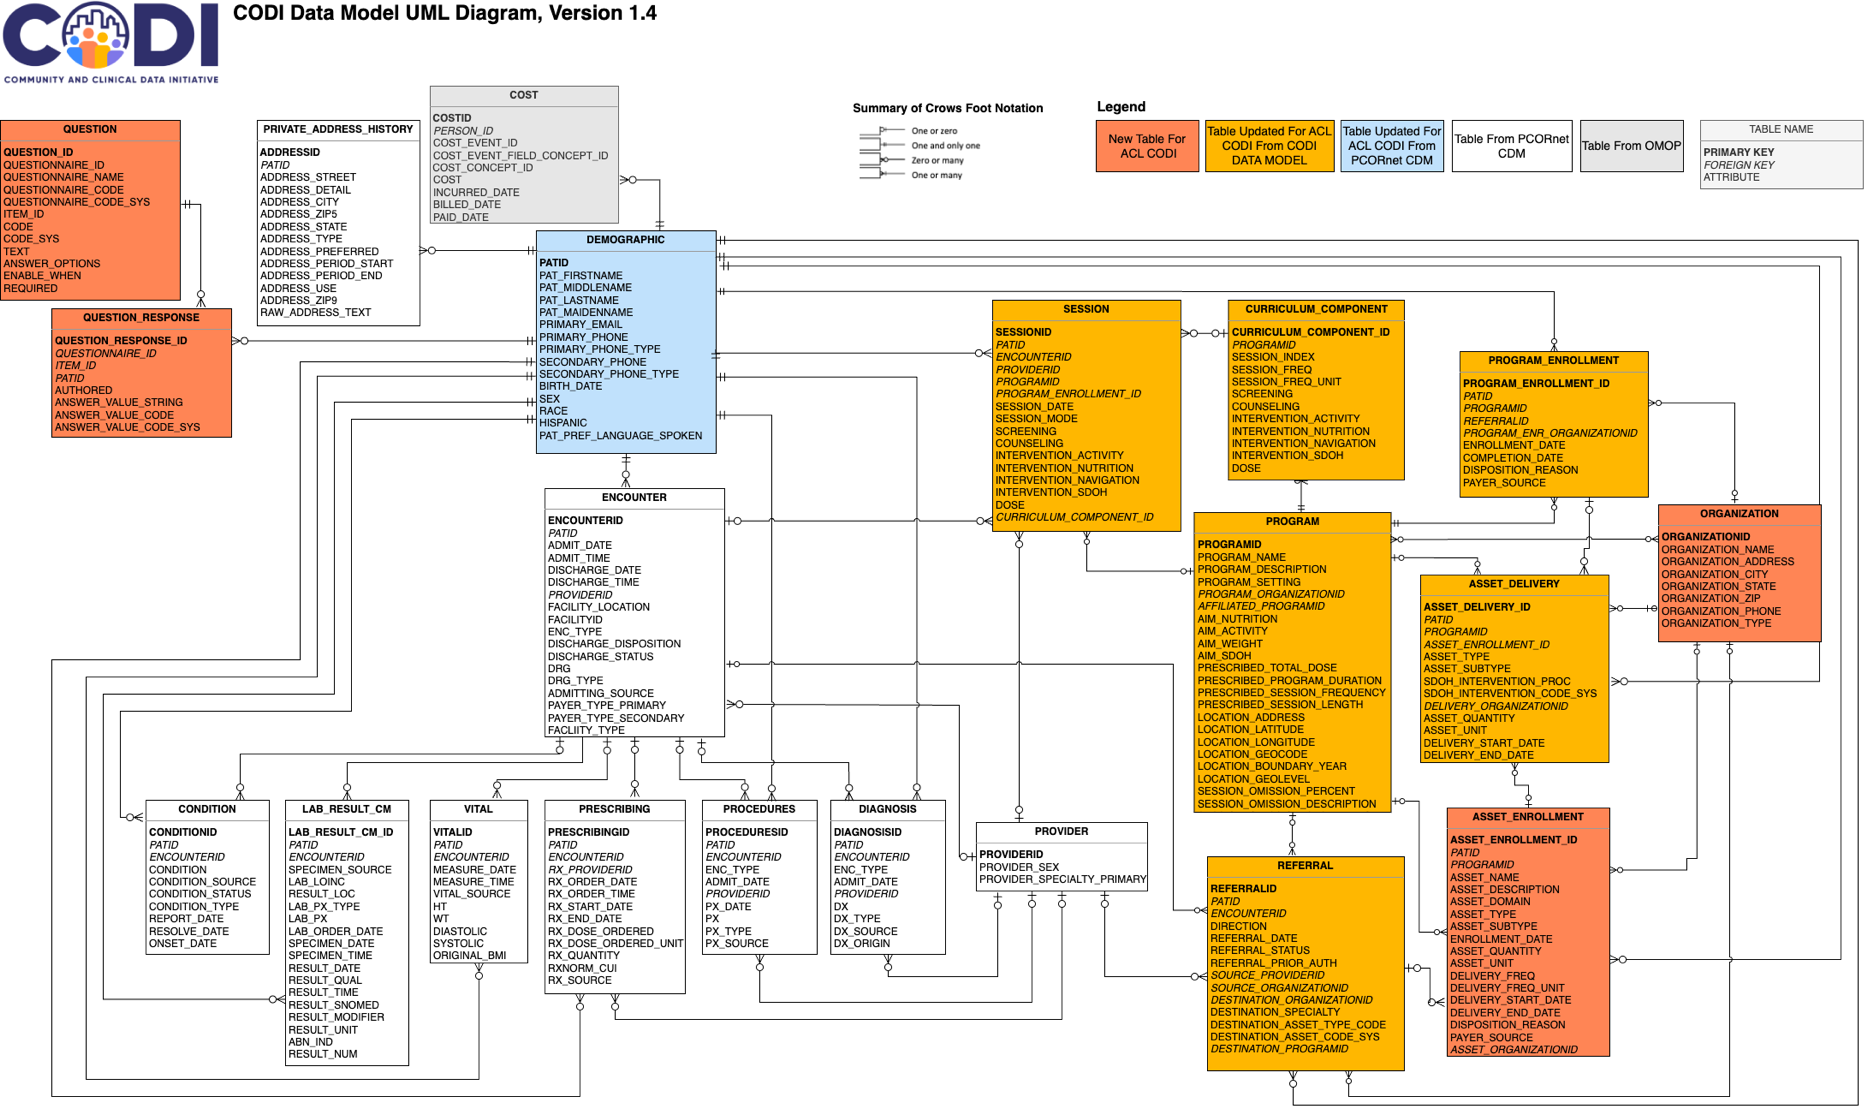 CODI
COMMUNITY AND CLINICAL DATA INITIATIVE
CODI Data Model UML Diagram, Version 1.4
Summary of Crows Foot Notation
One or zero
One and only one
Zero or many
One or many
Legend
New Table For
ACL CODI
Table Updated For ACL
CODI From CODI
DATA MODEL
Table Updated For
ACL CODI From
PCORnet CDM
Table From PCORnet
CDM
Table From OMOP
TABLE NAME
PRIMARY KEY
FOREIGN KEY
ATTRIBUTE
QUESTION
QUESTION_ID
QUESTIONNAIRE_ID
QUESTIONNAIRE_NAME
QUESTIONNAIRE_CODE
QUESTIONNAIRE_CODE_SYS
ITEM_ID
CODE
CODE_SYS
TEXT
ANSWER_OPTIONS
ENABLE_WHEN
REQUIRED
PRIVATE_ADDRESS_HISTORY
ADDRESSID
PATID
ADDRESS_STREET
ADDRESS_DETAIL
ADDRESS_CITY
ADDRESS_ZIP5
ADDRESS_STATE
ADDRESS_TYPE
ADDRESS_PREFERRED
ADDRESS_PERIOD_START
ADDRESS_PERIOD_END
ADDRESS_USE
ADDRESS_ZIP9
RAW_ADDRESS_TEXT
COST
COSTID
PERSON_ID
COST_EVENT_ID
COST_EVENT_FIELD_CONCEPT_ID
COST_CONCEPT_ID
COST
INCURRED_DATE
BILLED_DATE
PAID_DATE
QUESTION_RESPONSE
QUESTION_RESPONSE_ID
QUESTIONNAIRE_ID
ITEM_ID
PATID
AUTHORED
ANSWER_VALUE_STRING
ANSWER_VALUE_CODE
ANSWER_VALUE_CODE_SYS
DEMOGRAPHIC
PATID
PAT_FIRSTNAME
PAT_MIDDLENAME
PAT_LASTNAME
PAT_MAIDENNAME
PRIMARY_EMAIL
PRIMARY_PHONE
PRIMARY_PHONE_TYPE
SECONDARY_PHONE
SECONDARY_PHONE_TYPE
BIRTH_DATE
SEX
RACE
HISPANIC
PAT_PREF_LANGUAGE_SPOKEN
SESSION
SESSIONID
PATID
ENCOUNTERID
PROVIDERID
PROGRAMID
PROGRAM_ENROLLMENT_ID
SESSION_DATE
SESSION_MODE
SCREENING
COUNSELING
INTERVENTION_ACTIVITY
INTERVENTION_NUTRITION
INTERVENTION_NAVIGATION
INTERVENTION_SDOH
DOSE
CURRICULUM_COMPONENT_ID
CURRICULUM_COMPONENT
CURRICULUM_COMPONENT_ID
PROGRAMID
SESSION_INDEX
SESSION_FREQ
SESSION_FREQ_UNIT
SCREENING
COUNSELING
INTERVENTION_ACTIVITY
INTERVENTION_NUTRITION
INTERVENTION_NAVIGATION
INTERVENTION_SDOH
DOSE
PROGRAM_ENROLLMENT
PROGRAM_ENROLLMENT_ID
PATID
PROGRAMID
REFERRALID
PROGRAM_ENR_ORGANIZATIONID
ENROLLMENT_DATE
COMPLETION_DATE
DISPOSITION_REASON
PAYER_SOURCE
ENCOUNTER
ENCOUNTERID
PATID
ADMIT_DATE
ADMIT_TIME
DISCHARGE_DATE
DISCHARGE_TIME
PROVIDERID
FACILITY_LOCATION
FACILITYID
ENC_TYPE
DISCHARGE_DISPOSITION
DISCHARGE_STATUS
DRG
DRG_TYPE
ADMITTING_SOURCE
PAYER_TYPE_PRIMARY
PAYER_TYPE_SECONDARY
FACLIITY_TYPE
PROGRAM
PROGRAMID
PROGRAM_NAME
PROGRAM_DESCRIPTION
PROGRAM_SETTING
PROGRAM_ORGANIZATIONID
AFFILIATED_PROGRAMID
AIM_NUTRITION
AIM_ACTIVITY
AIM_WEIGHT
AIM_SDOH
PRESCRIBED_TOTAL_DOSE
PRESCRIBED_PROGRAM_DURATION
PRESCRIBED_SESSION_FREQUENCY
PRESCRIBED_SESSION_LENGTH
LOCATION_ADDRESS
LOCATION_LATITUDE
LOCATION_LONGITUDE
LOCATION_GEOCODE
LOCATION_BOUNDARY_YEAR
LOCATION_GEOLEVEL
SESSION_OMISSION_PERCENT
SESSION_OMISSION_DESCRIPTION
ORGANIZATION
ORGANIZATIONID
ORGANIZATION_NAME
ORGANIZATION_ADDRESS
ORGANIZATION_CITY
ORGANIZATION_STATE
ORGANIZATION_ZIP
ORGANIZATION_PHONE
ORGANIZATION_TYPE
ASSET_DELIVERY
ASSET_DELIVERY_ID
PATID
PROGRAMID
ASSET_ENROLLMENT_ID
ASSET_TYPE
ASSET_SUBTYPE
SDOH_INTERVENTION_PROC
SDOH_INTERVENTION_CODE_SYS
DELIVERY_ORGANIZATIONID
ASSET_QUANTITY
ASSET_UNIT
DELIVERY_START_DATE
DELIVERY_END_DATE
CONDITION
CONDITIONID
PATID
ENCOUNTERID
CONDITION
CONDITION_SOURCE
CONDITION_STATUS
CONDITION_TYPE
REPORT_DATE
RESOLVE_DATE
ONSET_DATE
LAB_RESULT_CM
LAB_RESULT_CM_ID
PATID
ENCOUNTERID
SPECIMEN_SOURCE
LAB_LOINC
RESULT_LOC
LAB_PX_TYPE
LAB_PX
LAB_ORDER_DATE
SPECIMEN_DATE
SPECIMEN_TIME
RESULT_DATE
RESULT_QUAL
RESULT_TIME
RESULT_SNOMED
RESULT_MODIFIER
RESULT_UNIT
ABN_IND
RESULT_NUM
VITAL
VITALID
PATID
ENCOUNTERID
MEASURE_DATE
MEASURE_TIME
VITAL_SOURCE
HT
WT
DIASTOLIC
SYSTOLIC
ORIGINAL_BMI
PRESCRIBING
PRESCRIBINGID
PATID
ENCOUNTERID
RX_PROVIDERID
RX_ORDER_DATE
RX_ORDER_TIME
RX_START_DATE
RX_END_DATE
RX_DOSE_ORDERED
RX_DOSE_ORDERED_UNIT
RX_QUANTITY
RXNORM_CUI
RX_SOURCE
PROCEDURES
PROCEDURESID
PATID
ENCOUNTERID
ENC_TYPE
ADMIT_DATE
PROVIDERID
PX_DATE
PX
PX_TYPE
PX_SOURCE
DIAGNOSIS
DIAGNOSISID
PATID
ENCOUNTERID
ENC_TYPE
ADMIT_DATE
PROVIDERID
DX
DX_TYPE
DX_SOURCE
DX_ORIGIN
PROVIDER
PROVIDERID
PROVIDER_SEX
PROVIDER_SPECIALTY_PRIMARY
REFERRAL
REFERRALID
PATID
ENCOUNTERID
DIRECTION
REFERRAL_DATE
REFERRAL_STATUS
REFERRAL_PRIOR_AUTH
SOURCE_PROVIDERID
SOURCE_ORGANIZATIONID
DESTINATION_ORGANIZATIONID
DESTINATION_SPECIALTY
DESTINATION_ASSET_TYPE_CODE
DESTINATION_ASSET_CODE_SYS
DESTINATION_PROGRAMID
ASSET_ENROLLMENT
ASSET_ENROLLMENT_ID
PATID
PROGRAMID
ASSET_NAME
ASSET_DESCRIPTION
ASSET_DOMAIN
ASSET_TYPE
ASSET_SUBTYPE
ENROLLMENT_DATE
ASSET_QUANTITY
ASSET_UNIT
DELIVERY_FREQ
DELIVERY_FREQ_UNIT
DELIVERY_START_DATE
DELIVERY_END_DATE
DISPOSITION_REASON
PAYER_SOURCE
ASSET_ORGANIZATIONID